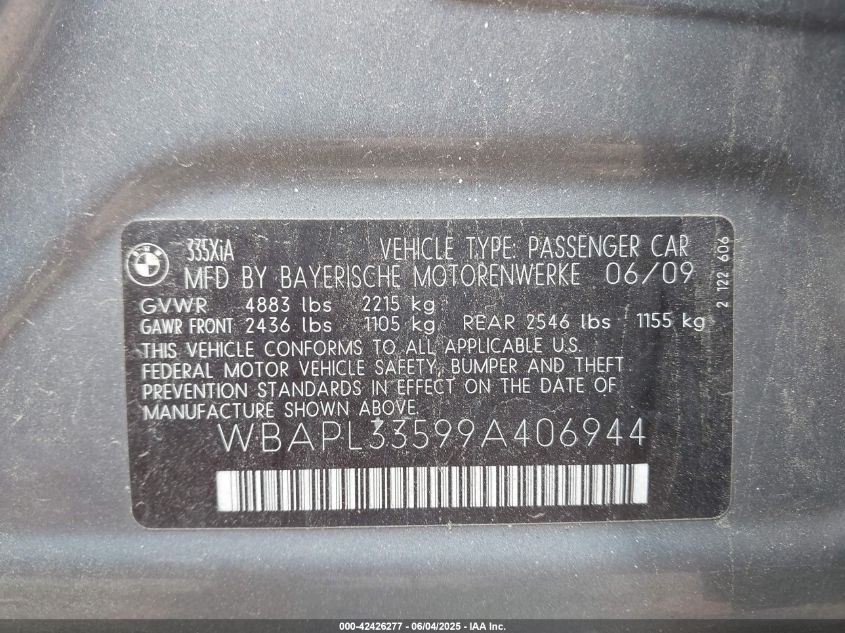 335XiA VEHICLE TYPE: PASSENGER CAR
MFD BY BAYERISCHE MOTORENWERKE 06/09
GVWR 4883 lbs 2215 kg
GAWR FRONT 2436 lbs 1105 kg REAR 2546 lbs 1155 kg
THIS VEHICLE CONFORMS TO ALL APPLICABLE U.S.
FEDERAL MOTOR VEHICLE SAFETY, BUMPER AND THEFT
PREVENTION STANDARDS IN EFFECT ON THE DATE OF
MANUFACTURE SHOWN ABOVE.
WBAPL33599A406944
2 122 606
000-42426277 - 06/04/2025 - IAA Inc.